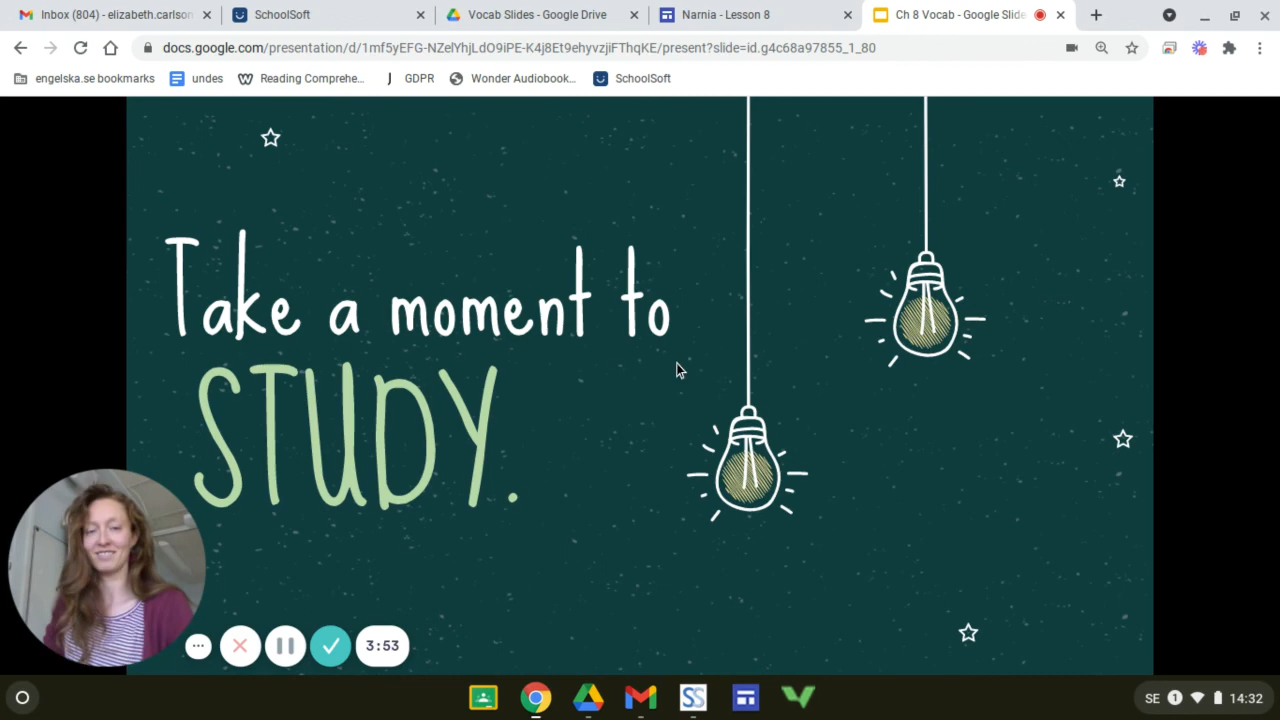 Inbox (804) - elizabeth.carlson
SchoolSoft
Vocab Slides - Google Drive
Narnia - Lesson 8
Ch 8 Vocab - Google Slide
docs.google.com/presentation/d/1mf5yEFG-NZelYhjLdO9iPE-K4j8Et9ehyvzjiFThqKE/present?slide=id.g4c68a97855_1_80
engelska.se bookmarks
undes
Reading Comprehe...
GDPR
Wonder Audiobook...
SchoolSoft
Take a moment to
STUDY.
3:53
SE 1 14:32